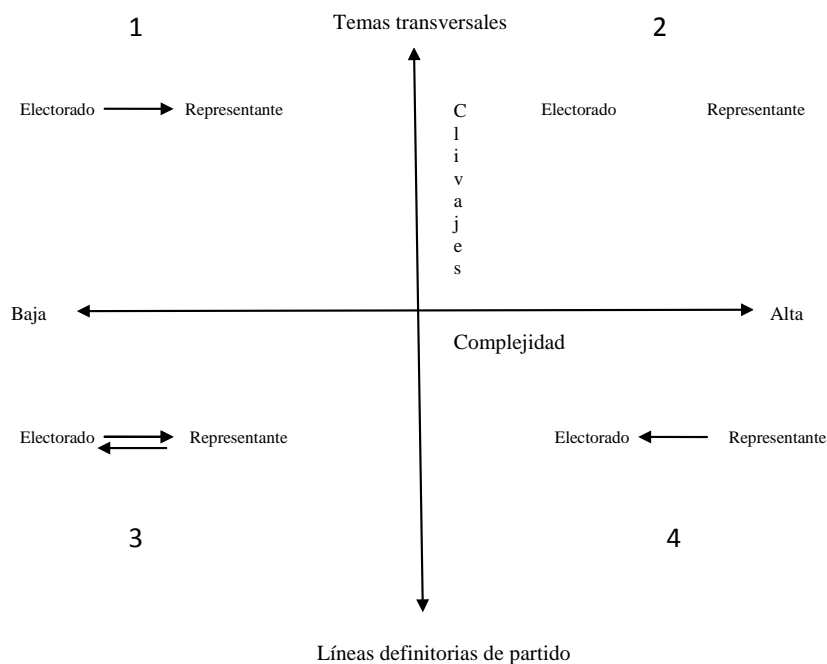 1
Temas transversales
2
Electorado
Representante
Clivajes
Electorado
Representante
Baja
Alta
Complejidad
Electorado
Representante
Electorado
Representante
3
4
Líneas definitorias de partido